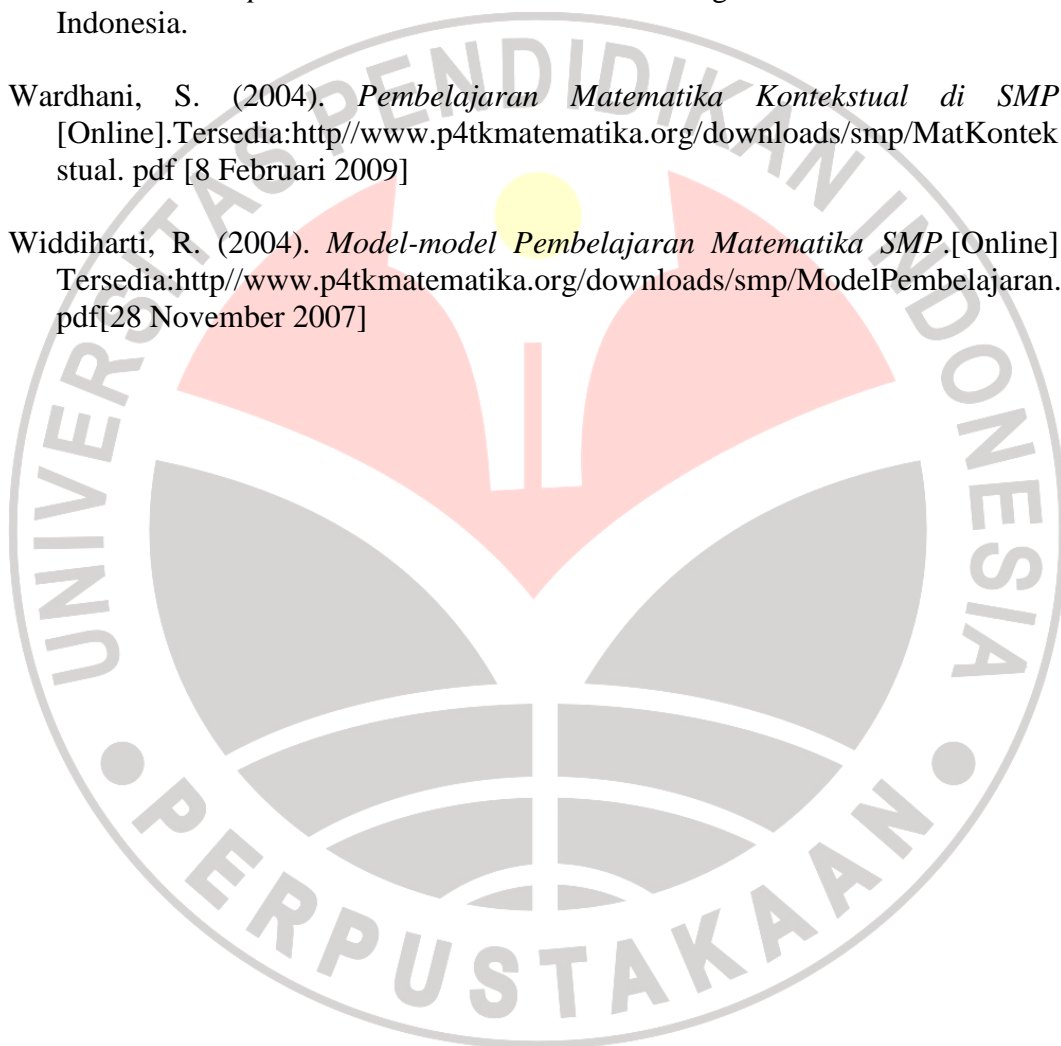 Indonesia.
Wardhani, S. (2004). Pembelajaran Matematika Kontekstual di SMP
[Online].Tersedia:http//www.p4tkmatematika.org/downloads/smp/MatKontek
stual. pdf [8 Februari 2009]
Widdiharti, R. (2004). Model-model Pembelajaran Matematika SMP.[Online]
Tersedia:http//www.p4tkmatematika.org/downloads/smp/ModelPembelajaran.
pdf[28 November 2007]
UNIVERSITAS PENDIDIKAN INDONESIA
PERPUSTAKAAN